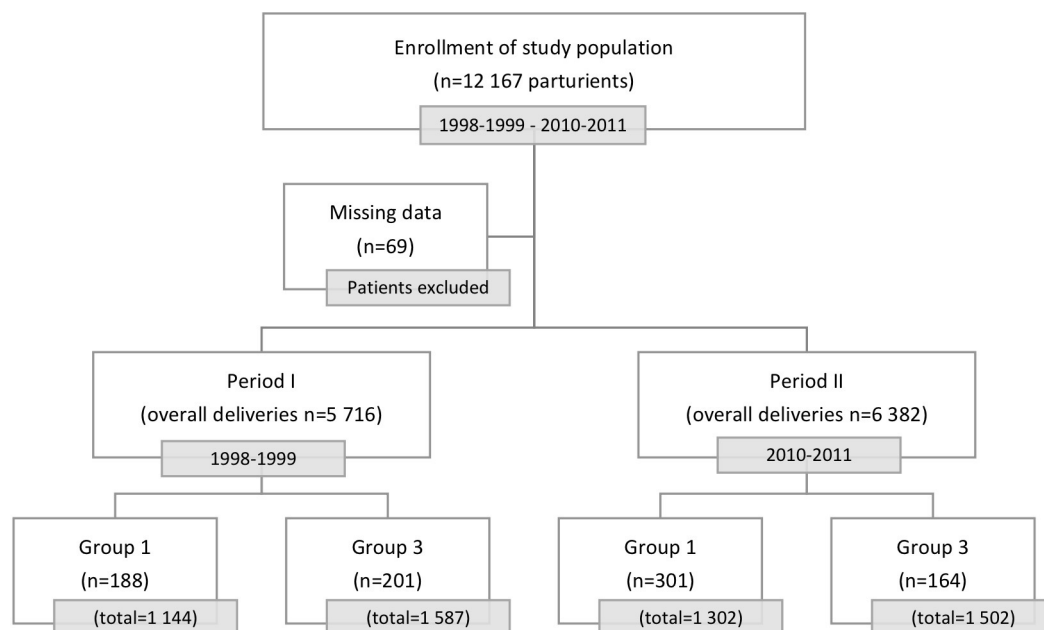 Enrollment of study population
(n=12 167 parturients)
1998-1999 - 2010-2011
Missing data
(n=69)
Patients excluded
Period I
(overall deliveries n=5 716)
1998-1999
Period II
(overall deliveries n=6 382)
2010-2011
Group 1
(n=188)
(total=1 144)
Group 3
(n=201)
(total=1 587)
Group 1
(n=301)
(total=1 302)
Group 3
(n=164)
(total=1 502)